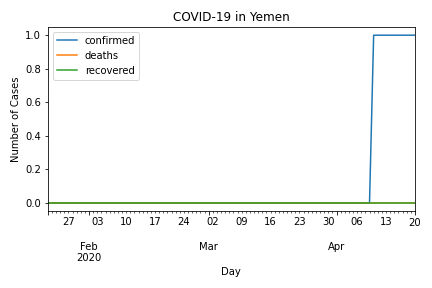 COVID-19 in Yemen
confirmed
deaths
recovered
Number of Cases
1.0
0.8
0.6
0.4
0.2
0.0
27 03 10 17 24 02 09 16 23 30 06 13 20
Feb Mar Apr
2020
Day